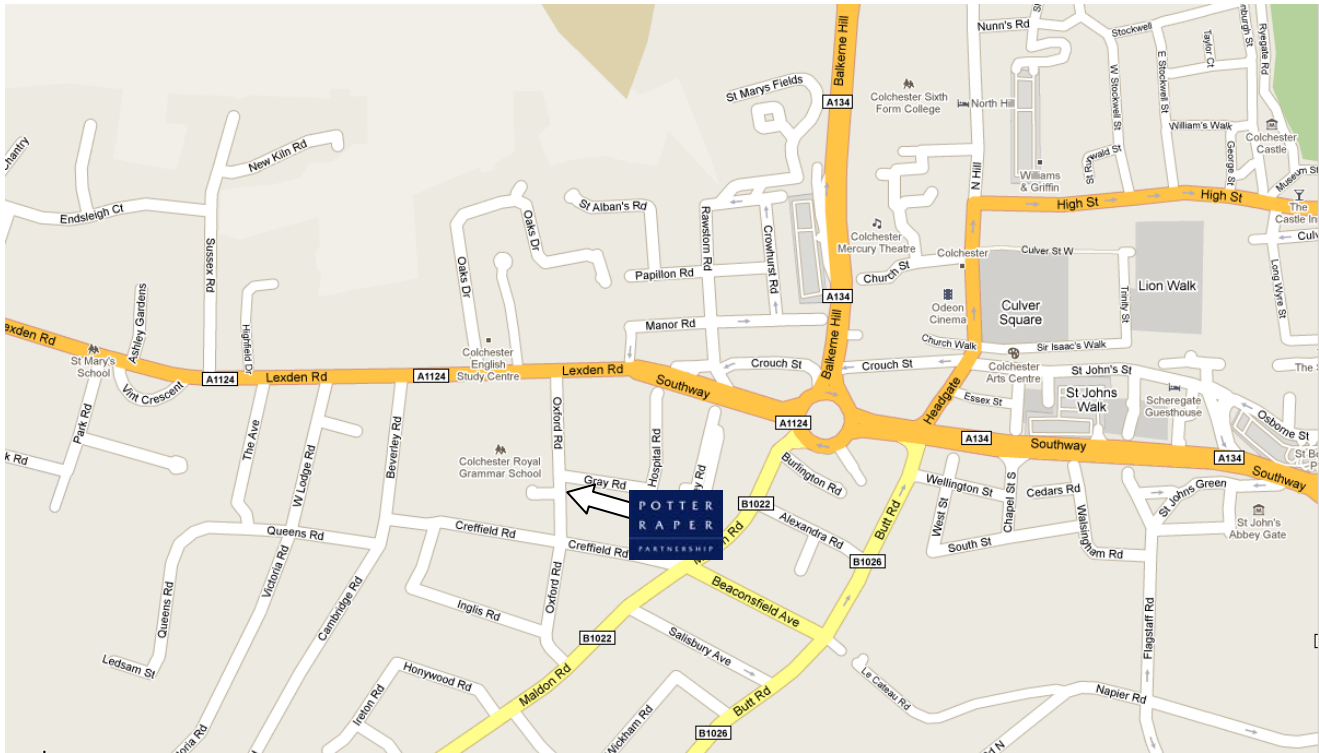 Nunn's Rd
Stockwell
Taylor Ct
Ryegate Rd
Balkerne Hill
St Marys Fields
A134
Colchester Sixth
Form College
North Hill
W Stockwell St
E Stockwell St
William's Walk
Colchester
Castle
New Kiln Rd
Chantry
Endsleigh Ct
St Alban's Rd
Oaks Dr
Oaks Dr
Rawstorn Rd
Crowhurst Rd
N Hill
Williams
& Griffin
George St
Museum St
High St
High St
The
Castle Inn
Colchester
Mercury Theatre
Colchester
Culver St W
Church St
Sussex Rd
Papillon Rd
A134
Odeon
Cinema
Culver
Square
Trinity St
Lion Walk
Long Wyre St
Ashley Gardens
Highfield Dr
Manor Rd
Church Walk
Sir Isaac's Walk
Lexden Rd
St Mary's
School
Colchester
English
Study Centre
Crouch St
Crouch St
Balkerne Hill
Colchester
Arts Centre
St John's St
A1124
Lexden Rd
A1124
Lexden Rd
Southway
Vint Crescent
Headgate
Essex St
St Johns
Walk
Scheregate
Guesthouse
Osborne St
Park Rd
The Ave
W Lodge Rd
Beverley Rd
Oxford Rd
Hospital Rd
A1124
A134
Southway
A134
Southway
Colchester Royal
Grammar School
Gray Rd
Burlington Rd
Wellington St
Cedars Rd
St Johns Green
B1022
POTTER
RAPER
PARTNERSHIP
Alexandra Rd
Butt Rd
West St
Chapel St S
Walsingham Rd
St John's
Abbey Gate
Queens Rd
Creffield Rd
Creffield Rd
South St
B1026
Victoria Rd
Cambridge Rd
Oxford Rd
Beaconsfield Ave
Queens Rd
Inglis Rd
B1022
Salisbury Ave
Flagstaff Rd
Ledsam St
Honywood Rd
Maldon Rd
Le Cateau Rd
Napier Rd
Ireton Rd
Wickham Rd
Butt Rd
B1026